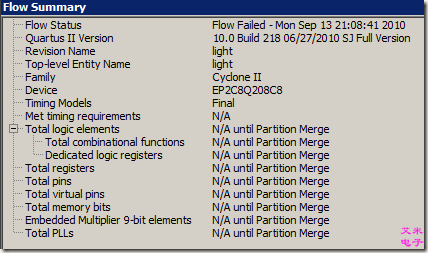 Flow Summary
Flow Status Flow Failed - Mon Sep 13 21:08:41 2010
Quartus II Version 10.0 Build 218 06/27/2010 SJ Full Version
Revision Name light
Top-level Entity Name light
Family Cyclone II
Device EP2C8Q208C8
Timing Models Final
Met timing requirements N/A
Total logic elements N/A until Partition Merge
Total combinational functions N/A until Partition Merge
Dedicated logic registers N/A until Partition Merge
Total registers N/A until Partition Merge
Total pins N/A until Partition Merge
Total virtual pins N/A until Partition Merge
Total memory bits N/A until Partition Merge
Embedded Multiplier 9-bit elements N/A until Partition Merge
Total PLLs N/A until Partition Merge
艾米
电子